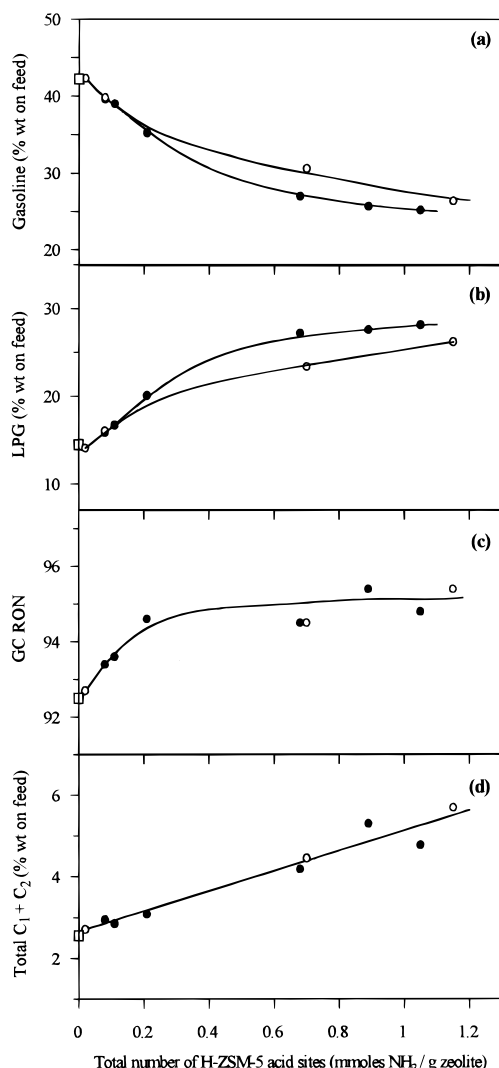 (a)
Gasoline (% wt on feed)
50
40
30
20
(b)
LPG (% wt on feed)
30
20
10
(c)
GC RON
96
94
92
(d)
Total C₁ + C₂ (% wt on feed)
6
4
2
0
0 0.2 0.4 0.6 0.8 1 1.2
Total number of H-ZSM-5 acid sites (mmoles NH₃ / g zeolite)